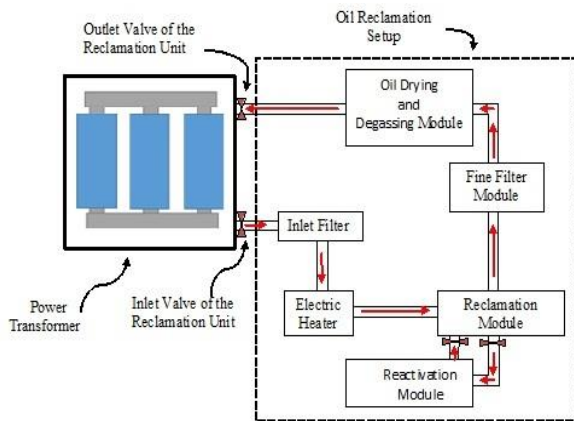 Outlet Valve of the
Reclamation Unit
Oil Reclamation
Setup
Oil Drying
and
Degassing Module
Fine Filter
Module
Inlet Filter
Electric
Heater
Reclamation
Module
Reactivation
Module
Power
Transformer
Inlet Valve of the
Reclamation Unit